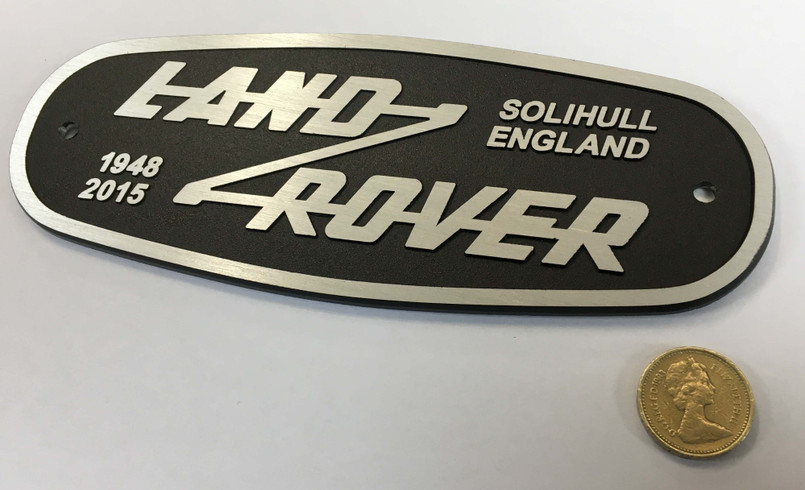 LAND
ROVER
SOLIHULL
ENGLAND
1948
2015